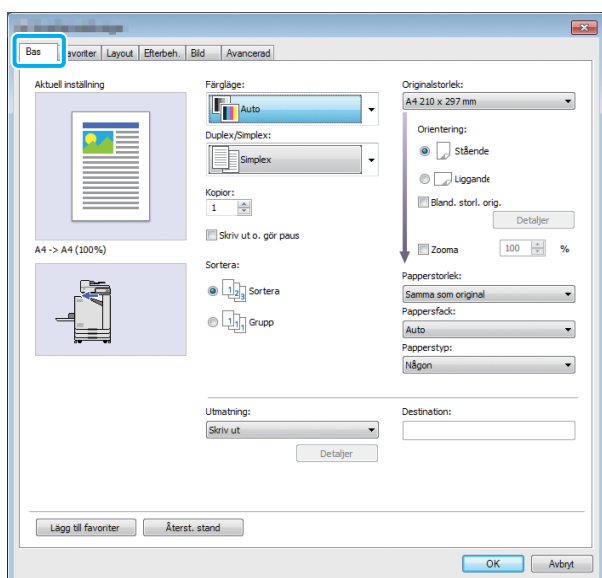 Bas Favoriter Layout Efterbeh. Bild Avancerad
Aktuell inställning
A4 -> A4 (100%)
Färgläge:
Auto
Duplex/Simplex:
Simplex
Kopior:
1
Skriv ut o. gör paus
Sortera:
Sortera
Grupp
Originalstorlek:
A4 210 x 297 mm
Orientering:
Stående
Liggande
Bland. storl. orig.
Detaljer
Zooma 100 %
Papperstorlek:
Samma som original
Pappersfack:
Auto
Papperstyp:
Någon
Utmatning:
Skriv ut
Detaljer
Destination:
Lägg till favoriter Återst. stand
OK Avbryt